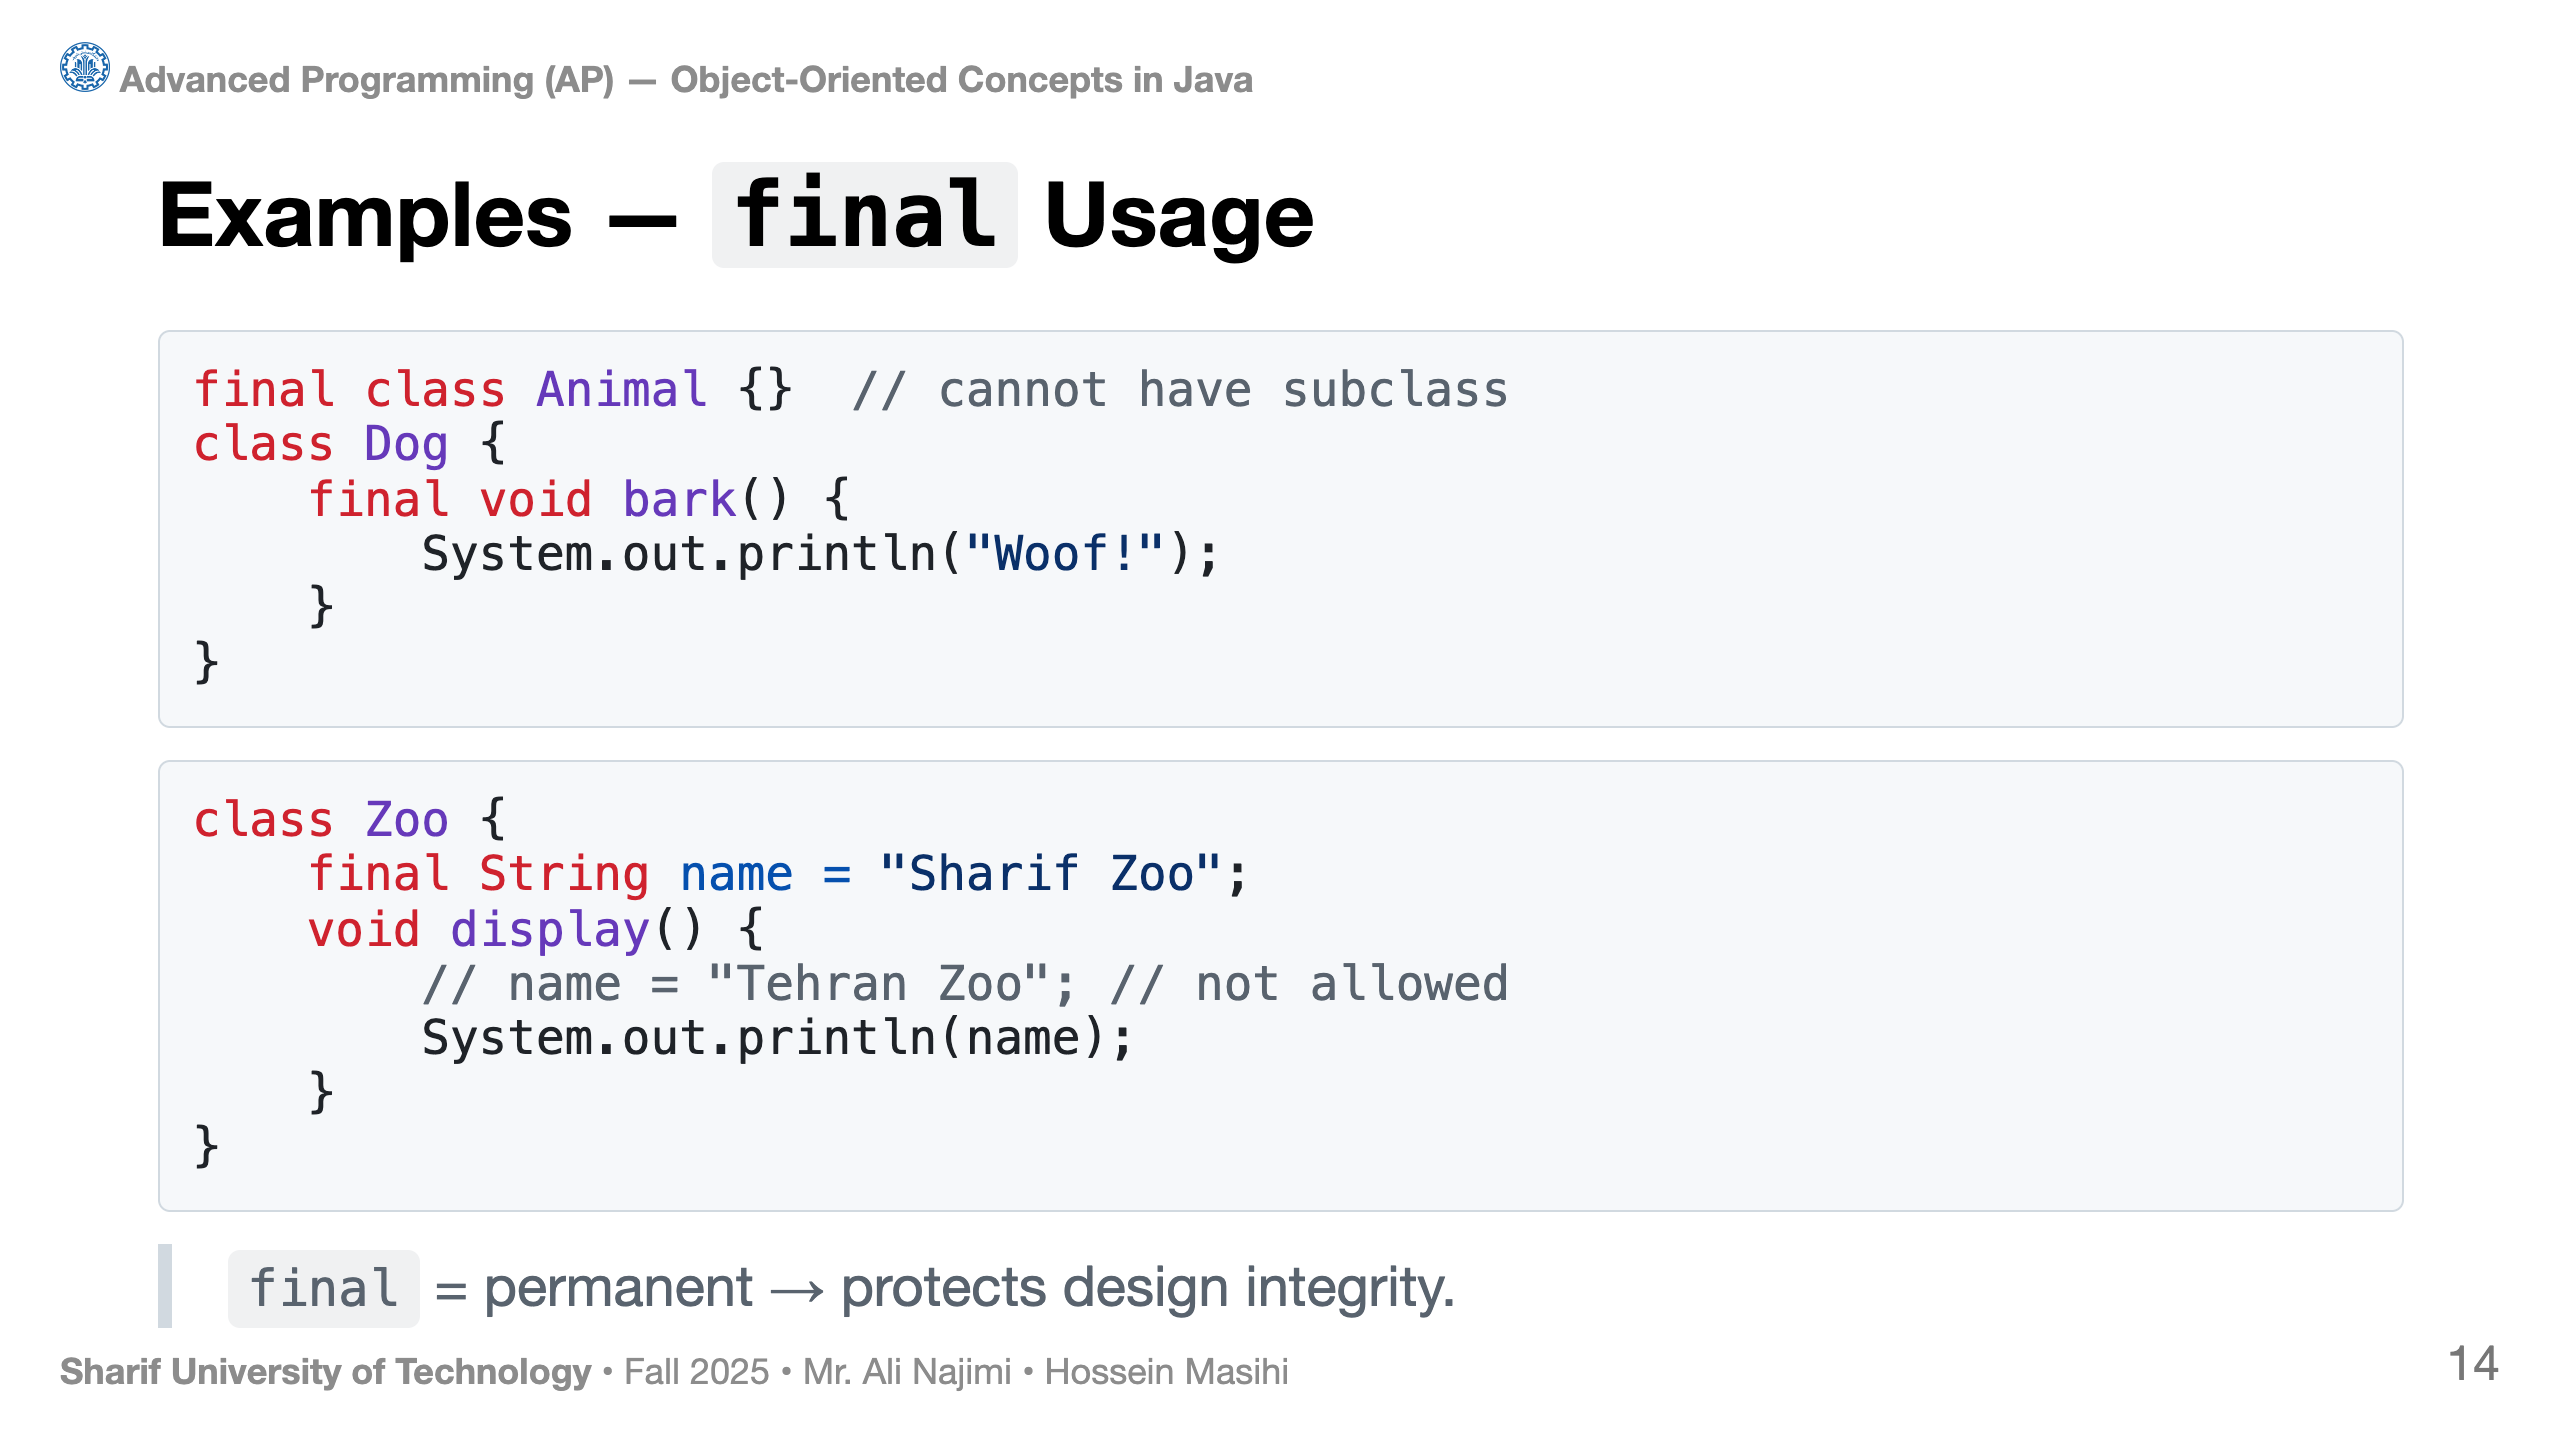 Advanced Programming (AP) — Object-Oriented Concepts in Java
Examples — final Usage
final class Animal {}  // cannot have subclass
class Dog {
    final void bark() {
        System.out.println("Woof!");
    }
}
class Zoo {
    final String name = "Sharif Zoo";
    void display() {
        // name = "Tehran Zoo"; // not allowed
        System.out.println(name);
    }
}
final = permanent → protects design integrity.
Sharif University of Technology • Fall 2025 • Mr. Ali Najimi • Hossein Masihi
14